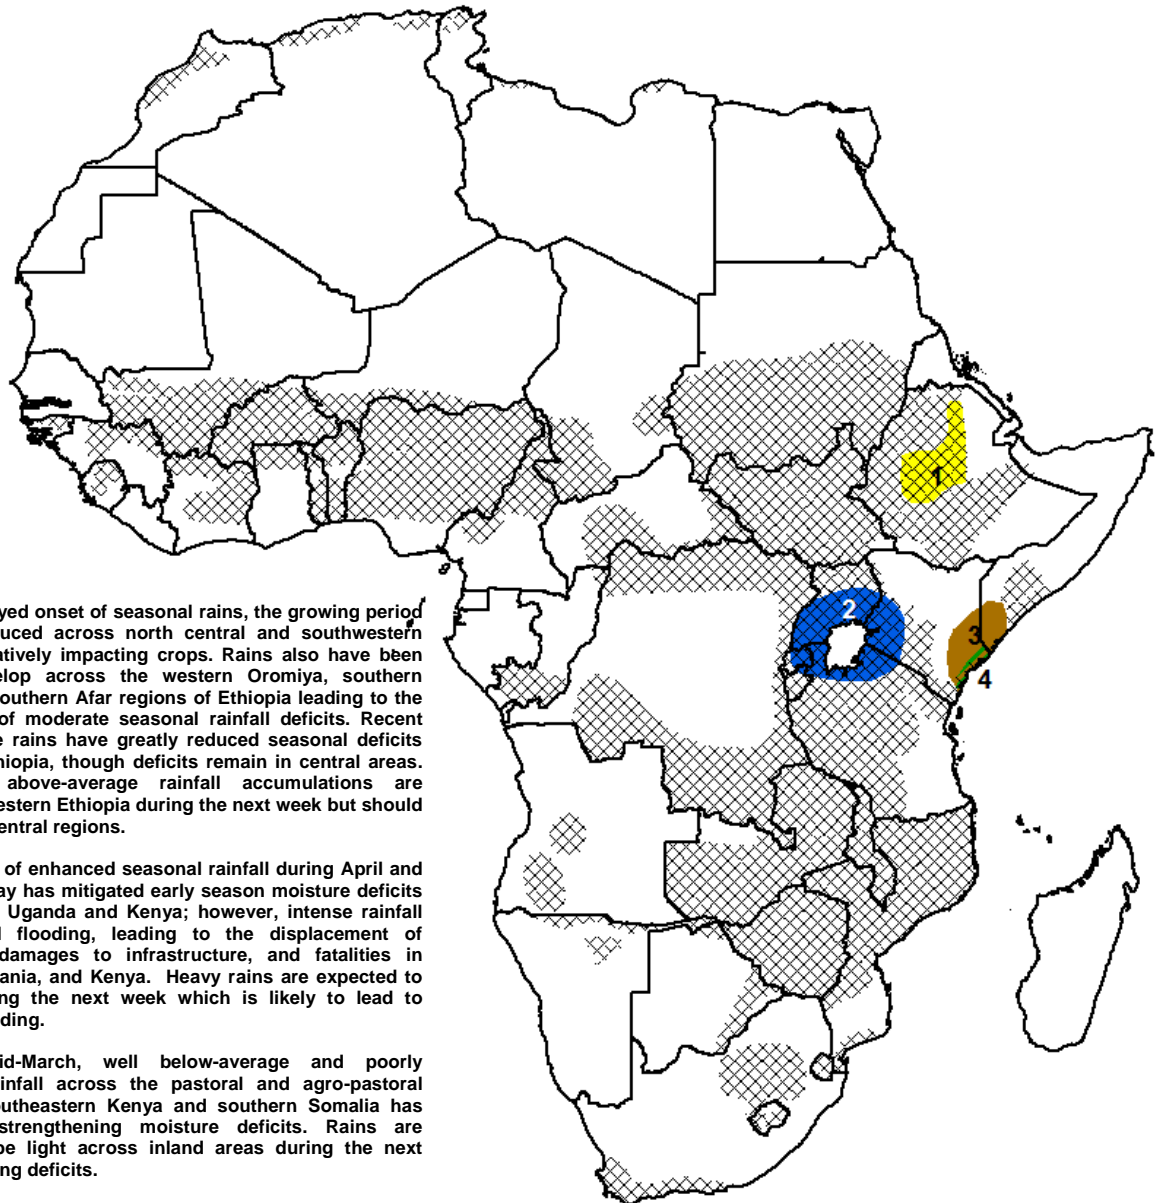 yed onset of seasonal rains, the growing period
uced across north central and southwestern
atively impacting crops. Rains also have been
elop across the western Oromiya, southern
outhern Afar regions of Ethiopia leading to the
of moderate seasonal rainfall deficits. Recent
e rains have greatly reduced seasonal deficits
hiopia, though deficits remain in central areas.
above-average rainfall accumulations are
estern Ethiopia during the next week but should
entral regions.
of enhanced seasonal rainfall during April and
ay has mitigated early season moisture deficits
Uganda and Kenya; however, intense rainfall
d flooding, leading to the displacement of
damages to infrastructure, and fatalities in
ania, and Kenya. Heavy rains are expected to
ng the next week which is likely to lead to
ding.
id-March, well below-average and poorly
infall across the pastoral and agro-pastoral
outheastern Kenya and southern Somalia has
strengthening moisture deficits. Rains are
be light across inland areas during the next
ng deficits.
1
2
3
4